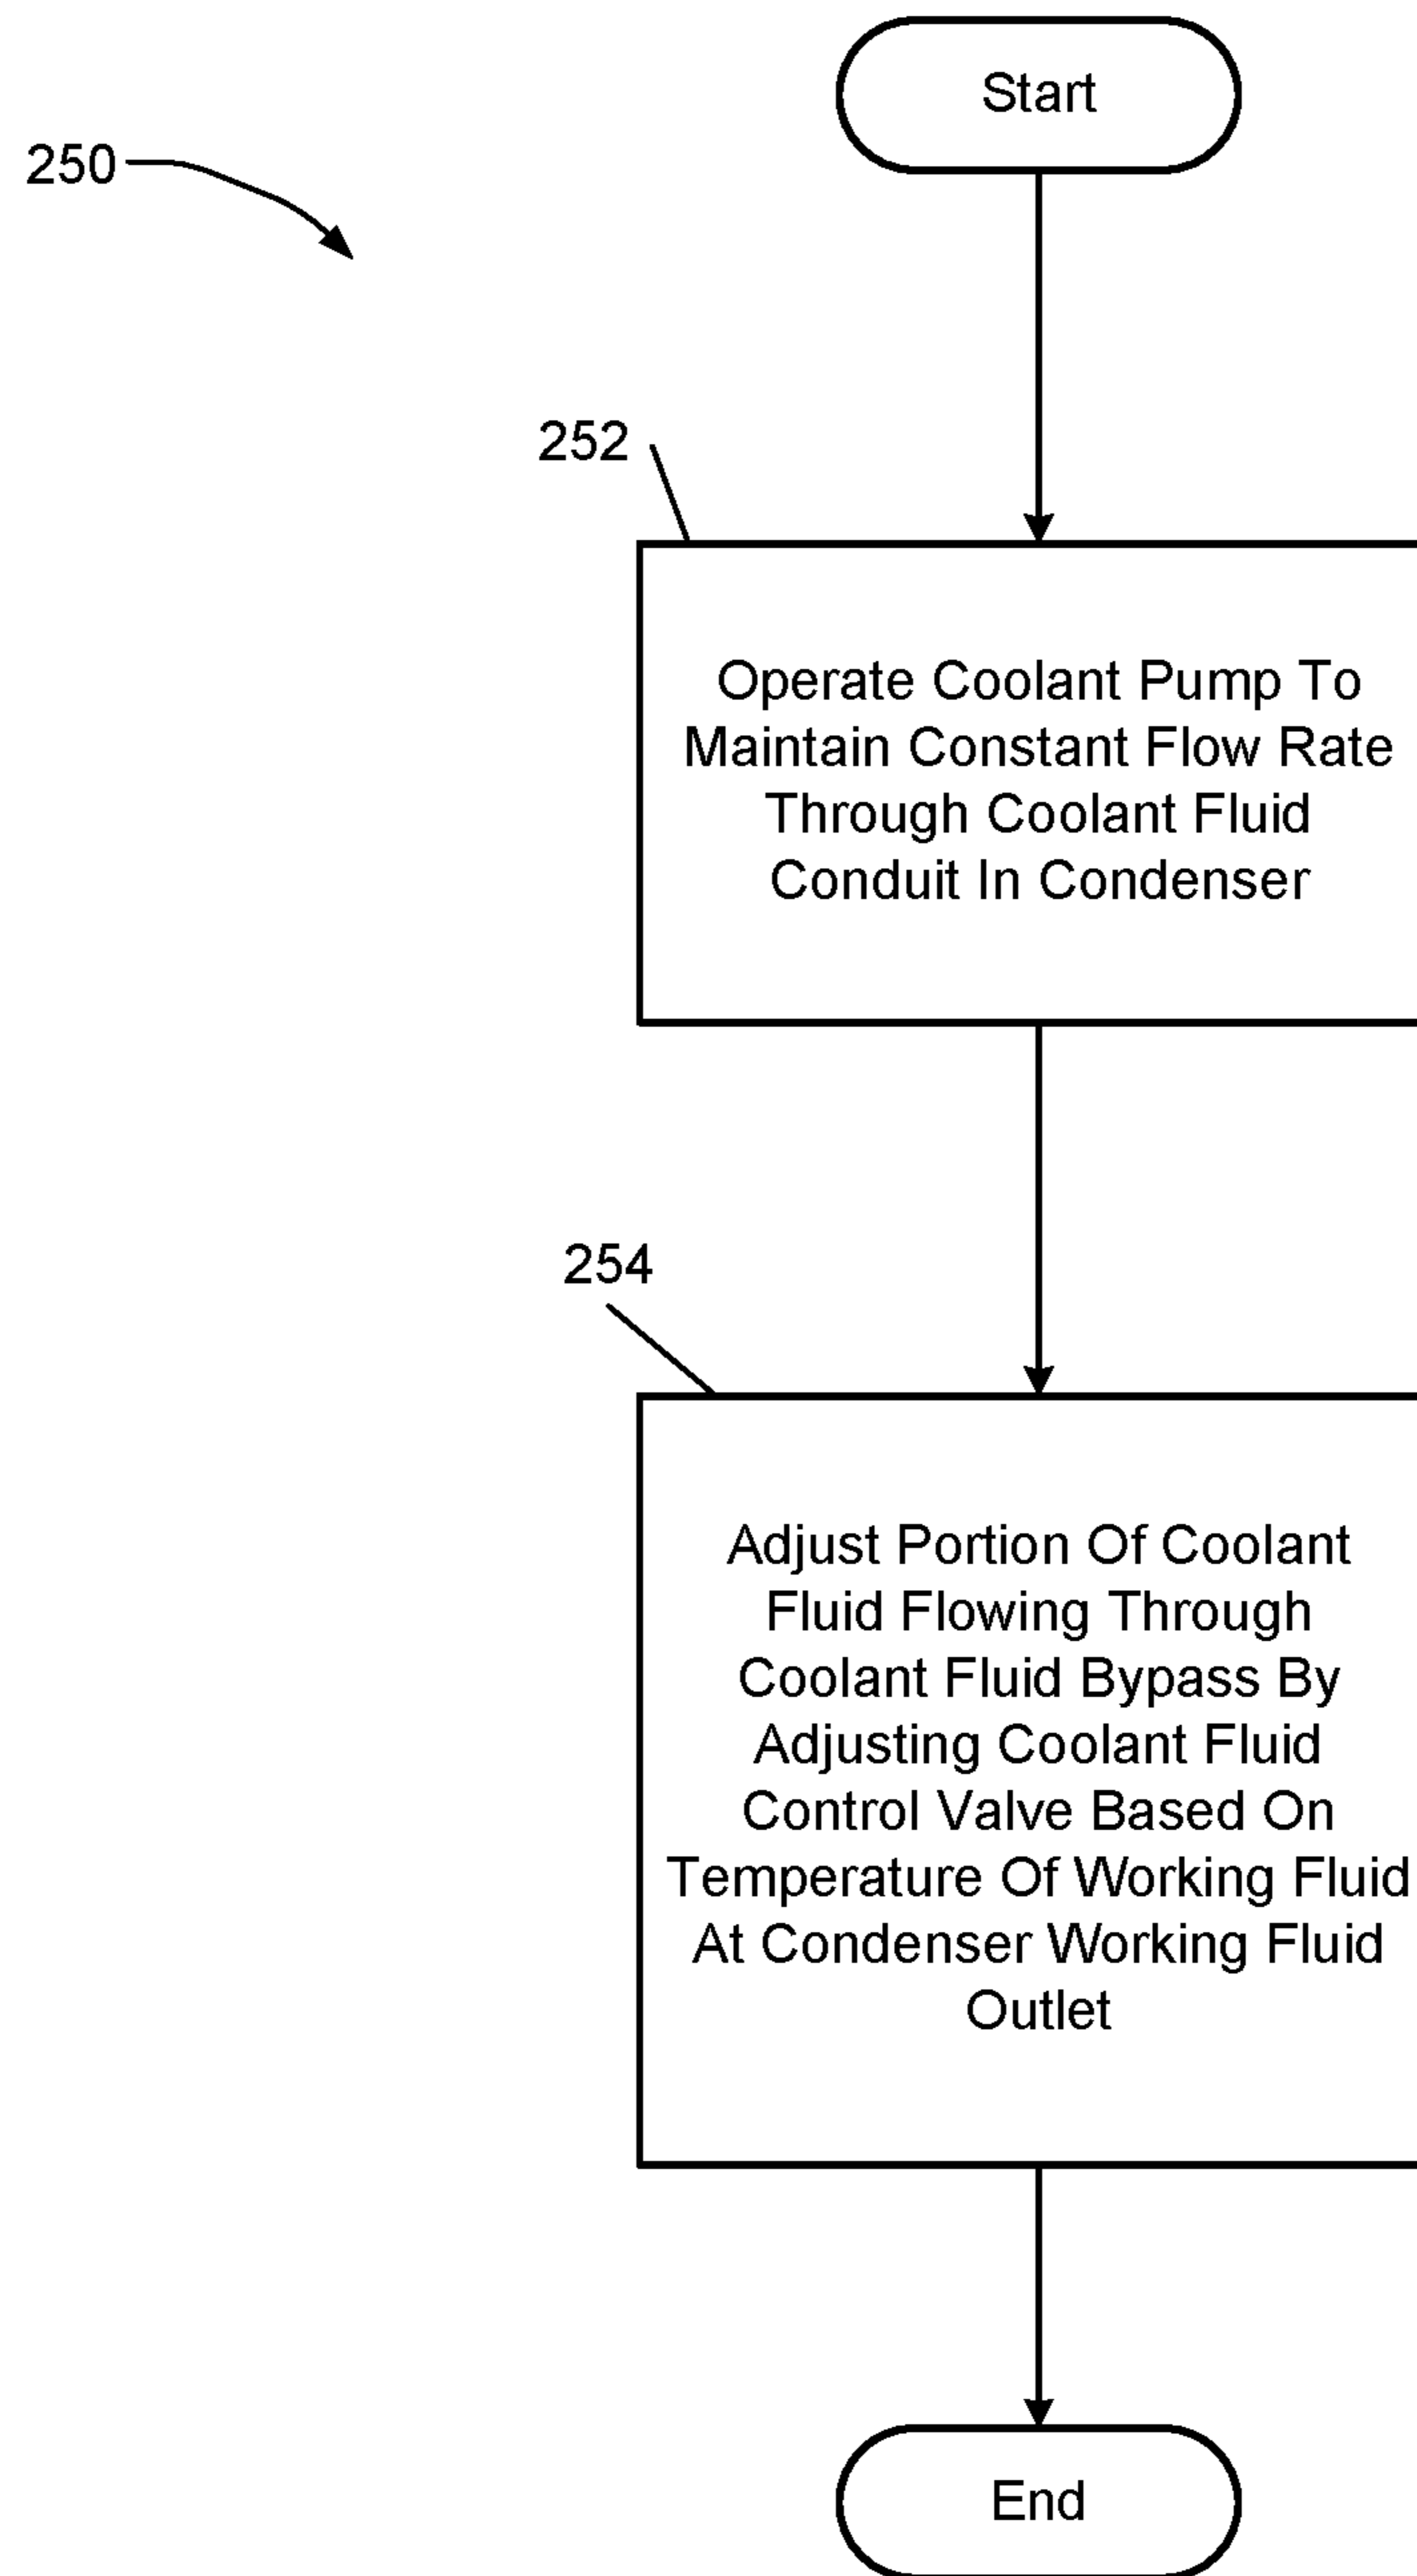 Start
250
252
Operate Coolant Pump To
Maintain Constant Flow Rate
Through Coolant Fluid
Conduit In Condenser
254
Adjust Portion Of Coolant
Fluid Flowing Through
Coolant Fluid Bypass By
Adjusting Coolant Fluid
Control Valve Based On
Temperature Of Working Fluid
At Condenser Working Fluid
Outlet
End